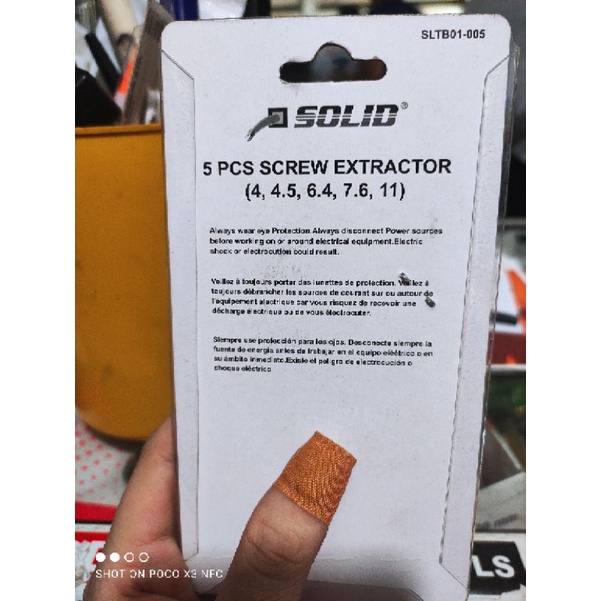 SLTB01-005
SOLID®
5 PCS SCREW EXTRACTOR
(4, 4.5, 6.4, 7.6, 11)
Always wear eye Protection.Always disconnect Power sources
before working on or around electrical equipment.Electric
shock or electrocution could result.
Veillez à toujours porter des lunettes de protection. Veillez à
toujours débrancher les sources de courant sur ou autour de
l'équipement électrique car vous risquez de recevoir une
décharge électrique ou de vous électrocuter.
Siempre use protección para los ojos. Desconecte siempre la
fuente de energía antes de trabajar en el equipo eléctrico o en
su ámbito inmediato.Existe el peligro de electrocución o
choque eléctrico
LS
SHOT ON POCO X3 NFC